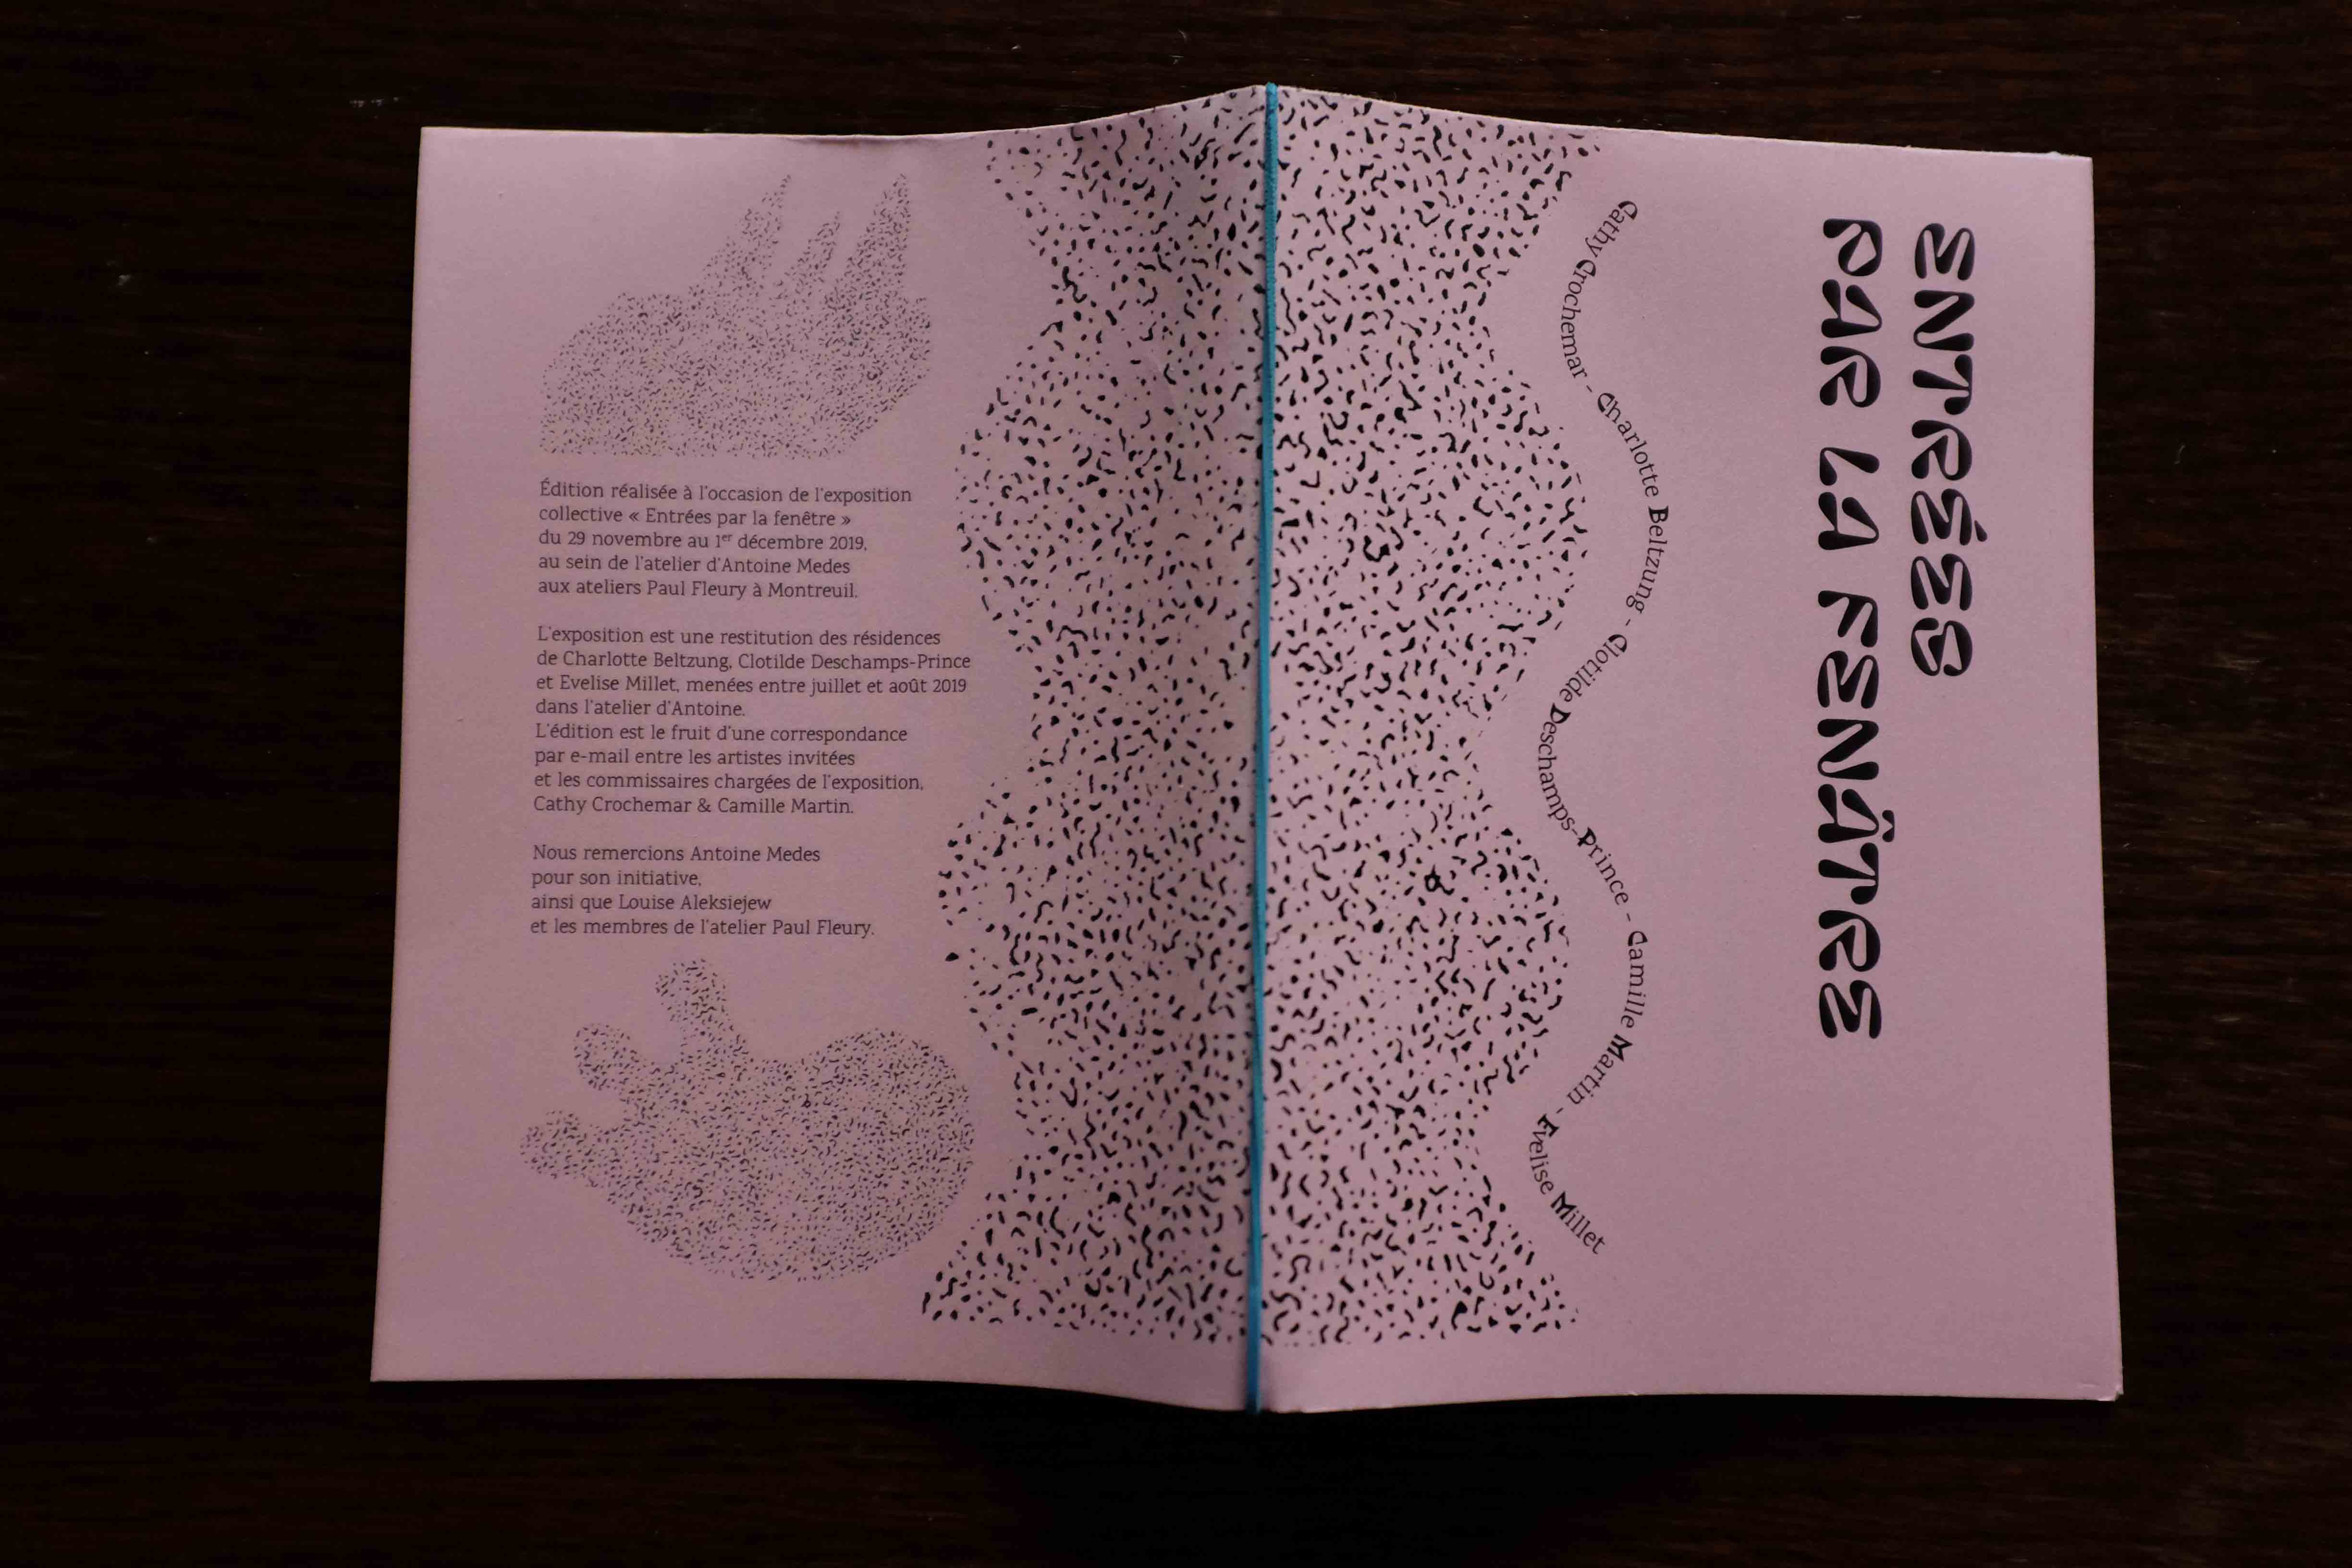 Édition réalisée à l'occasion de l'exposition
collective « Entrées par la fenêtre »
du 29 novembre au 1er décembre 2019,
au sein de l'atelier d'Antoine Medes
aux ateliers Paul Fleury à Montreuil.
L'exposition est une restitution des résidences
de Charlotte Beltzung, Clotilde Deschamps-Prince
et Evelise Millet, menées entre juillet et août 2019
dans l'atelier d'Antoine.
L'édition est le fruit d'une correspondance
par e-mail entre les artistes invitées
et les commissaires chargées de l'exposition,
Cathy Crochemar & Camille Martin.
Nous remercions Antoine Medes
pour son initiative,
ainsi que Louise Aleksiejew
et les membres de l'atelier Paul Fleury.
ENTRÉES
PAR LA FENÊTRE
Cathy Crochemar - Charlotte Beltzung - Clotilde Deschamps-Prince - Camille Martin - Evelise Millet